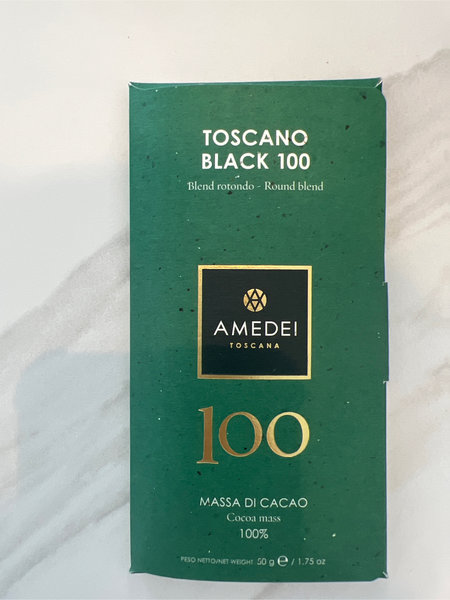 TOSCANO
BLACK 100
Blend rotondo - Round blend
AMEDEI
TOSCANA
100
MASSA DI CACAO
Cocoa mass
100%
PESO NETTO/NET WEIGHT 50 g ℮ / 1.75 oz